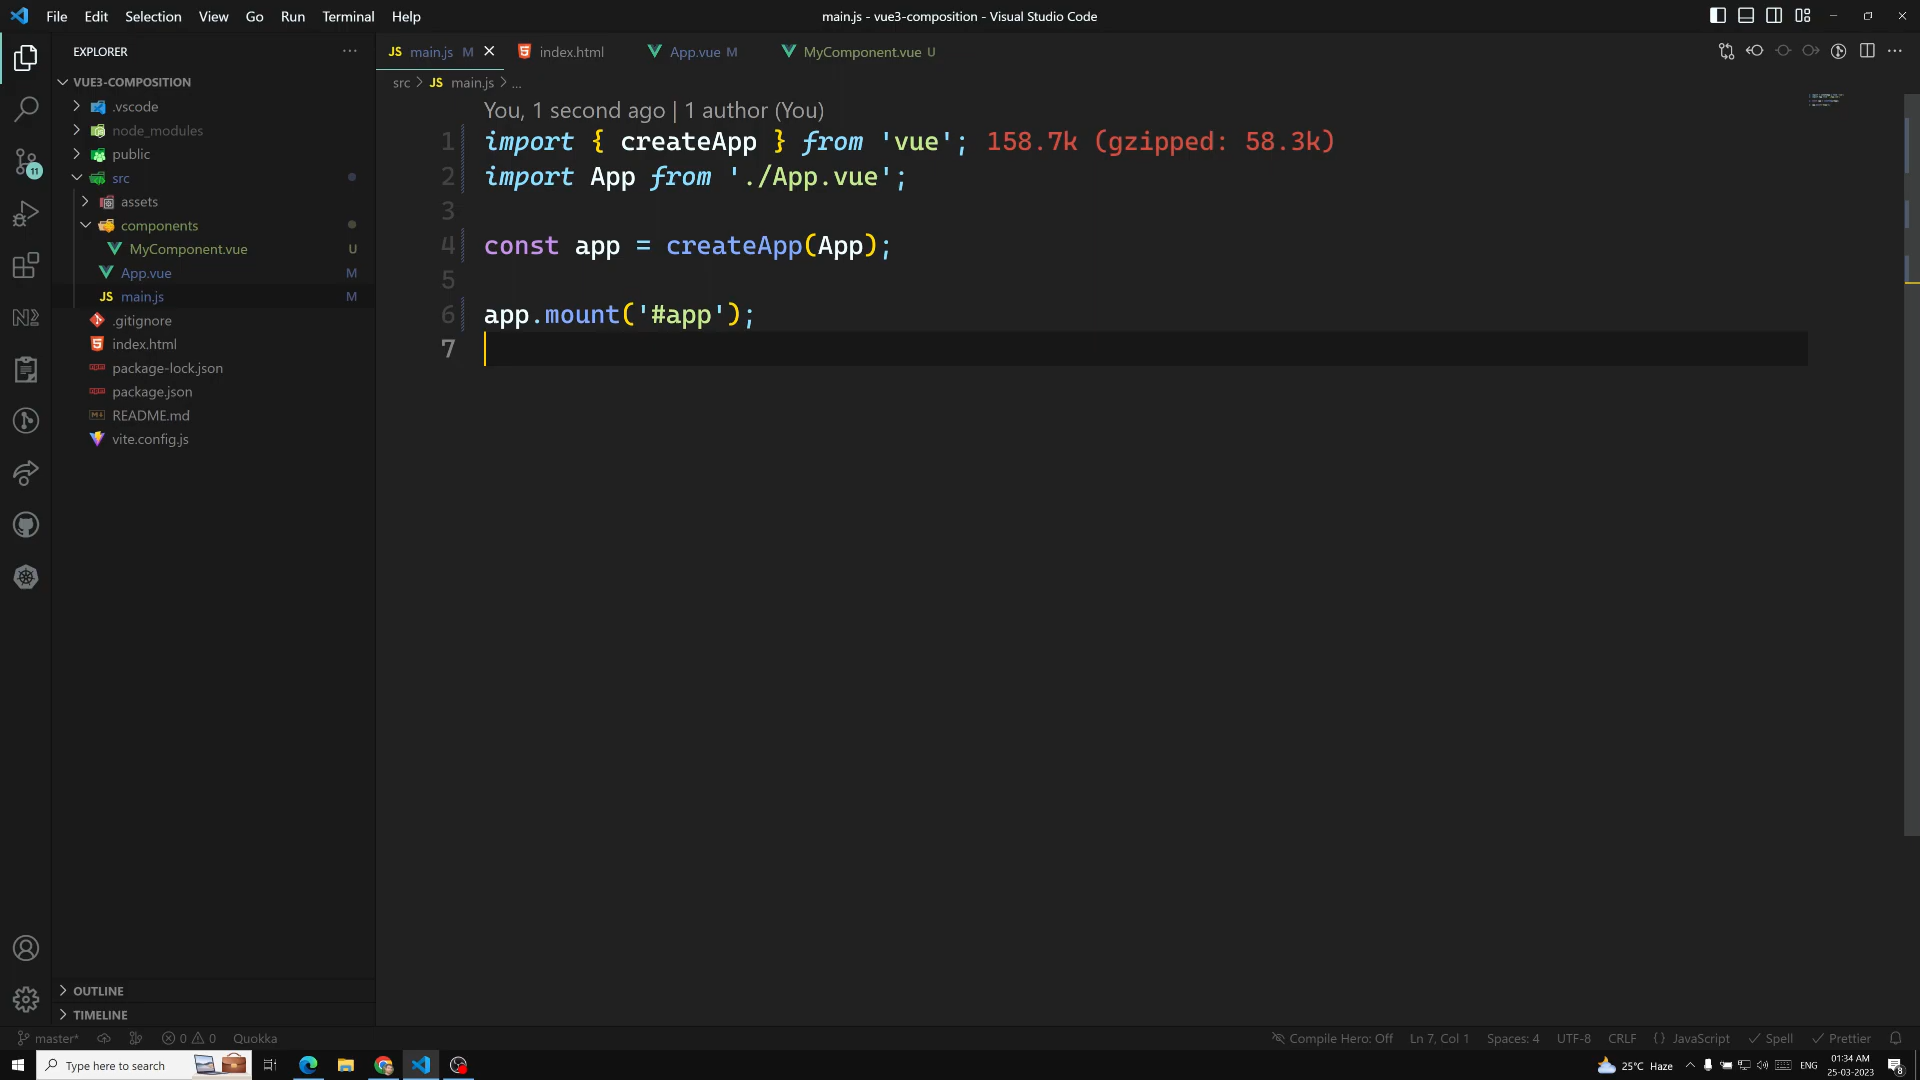 File Edit Selection View Go Run Terminal Help
main.js - vue3-composition - Visual Studio Code
EXPLORER
JS main.js M
index.html
App.vue M
MyComponent.vue U
VUE3-COMPOSITION
src > JS main.js > ...
.vscode
node_modules
public
src
assets
components
MyComponent.vue U
App.vue M
JS main.js M
.gitignore
index.html
package-lock.json
package.json
README.md
vite.config.js
11
You, 1 second ago | 1 author (You)
1 import { createApp } from 'vue'; 158.7k (gzipped: 58.3k)
2 import App from './App.vue';
3
4 const app = createApp(App);
5
6 app.mount('#app');
7
OUTLINE
TIMELINE
master* 0 0 Quokka
Compile Hero: Off Ln 7, Col 1 Spaces: 4 UTF-8 CRLF {} JavaScript Spell Prettier
Type here to search
25°C Haze
ENG
01:34 AM
25-03-2023
8